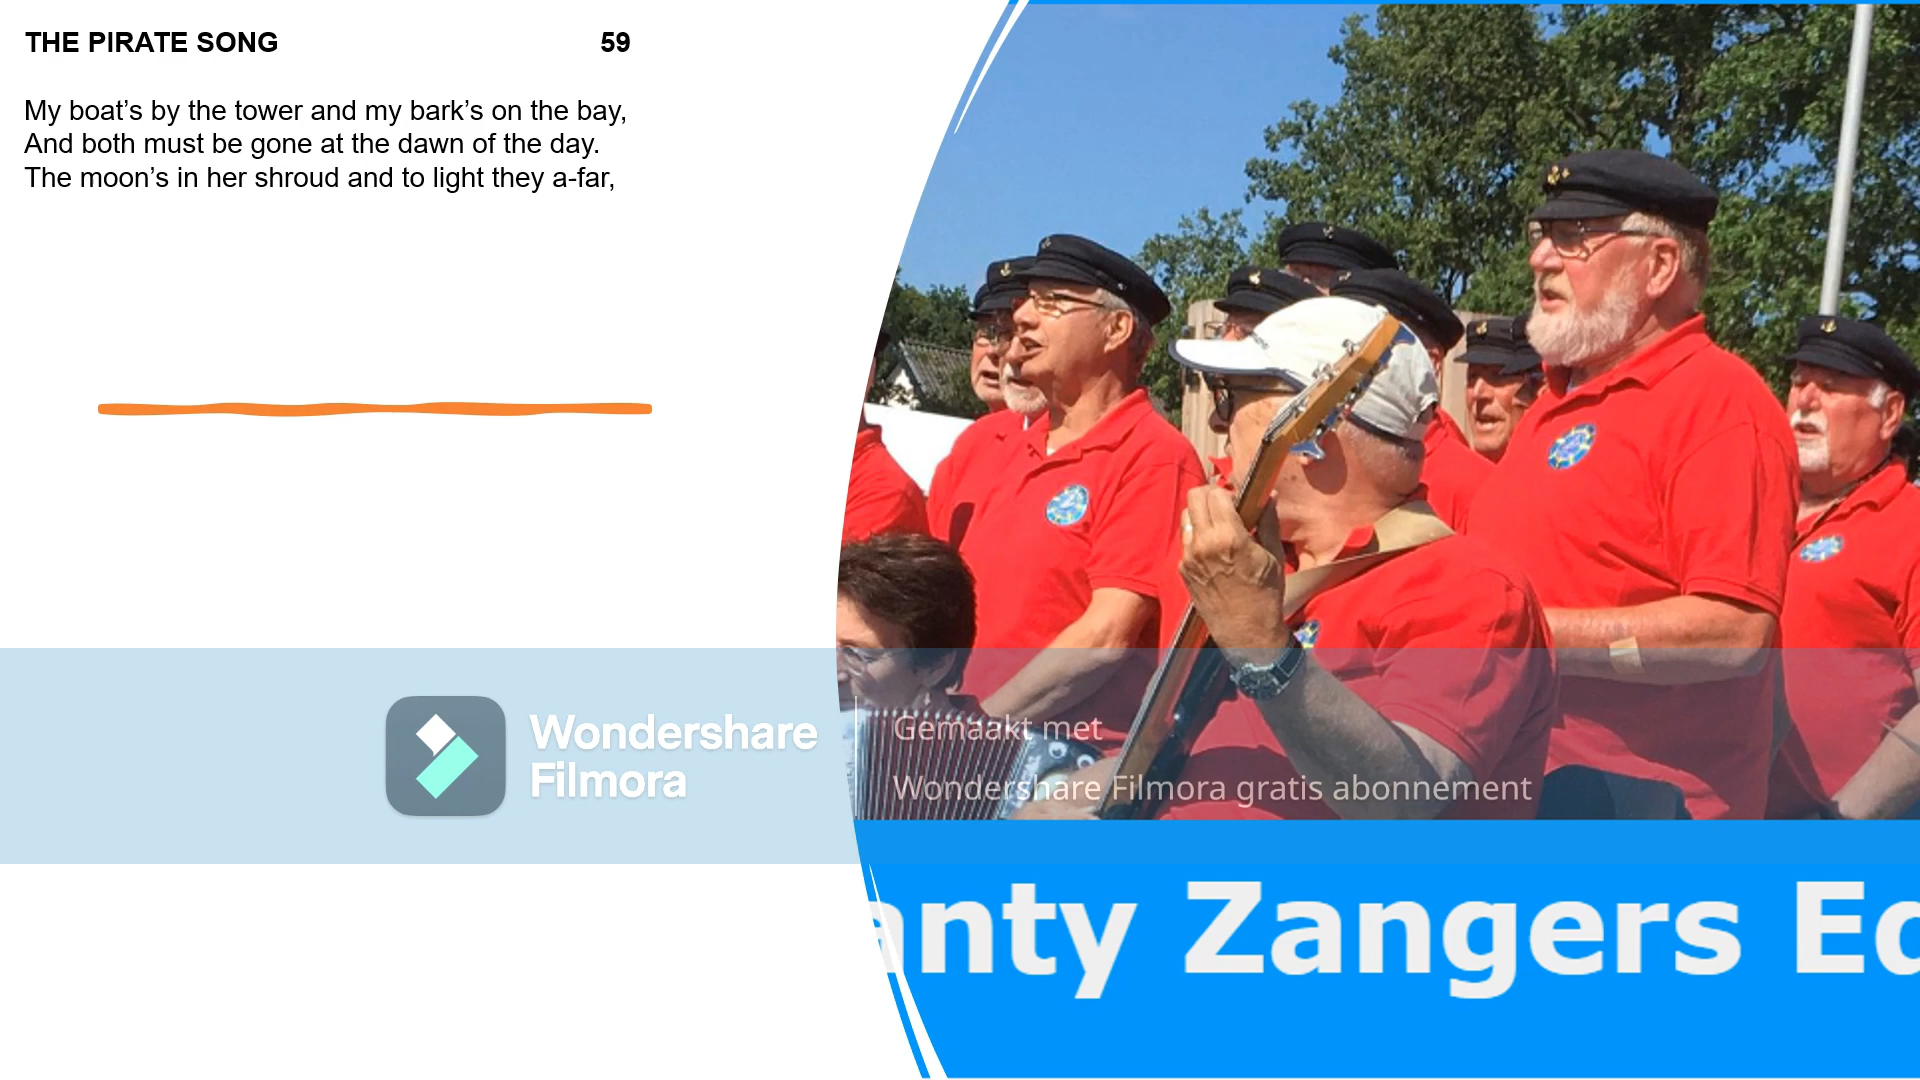 THE PIRATE SONG 59
My boat’s by the tower and my bark’s on the bay,
And both must be gone at the dawn of the day.
The moon’s in her shroud and to light they a-far,
Wondershare
Filmora
Gemaakt met
Wondershare Filmora gratis abonnement
anty Zangers Ed